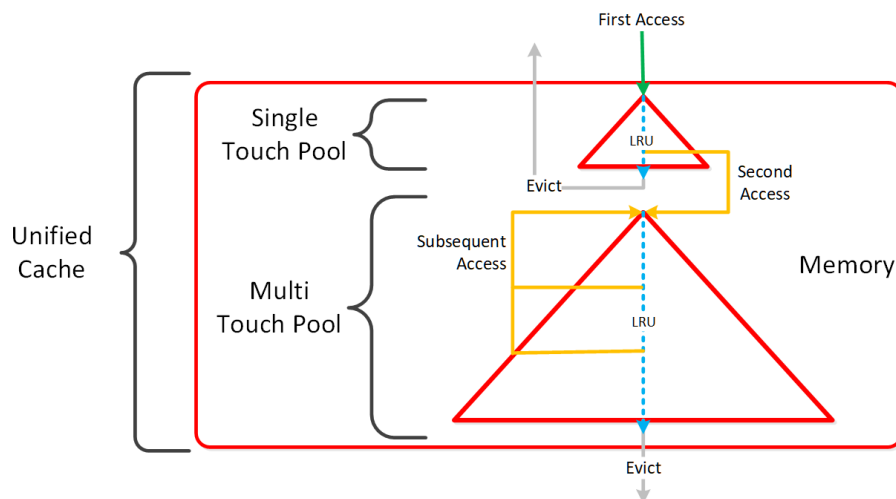 First Access
Single
Touch Pool
LRU
Evict
Second
Access
Unified
Cache
Subsequent
Access
Memory
Multi
Touch Pool
LRU
Evict